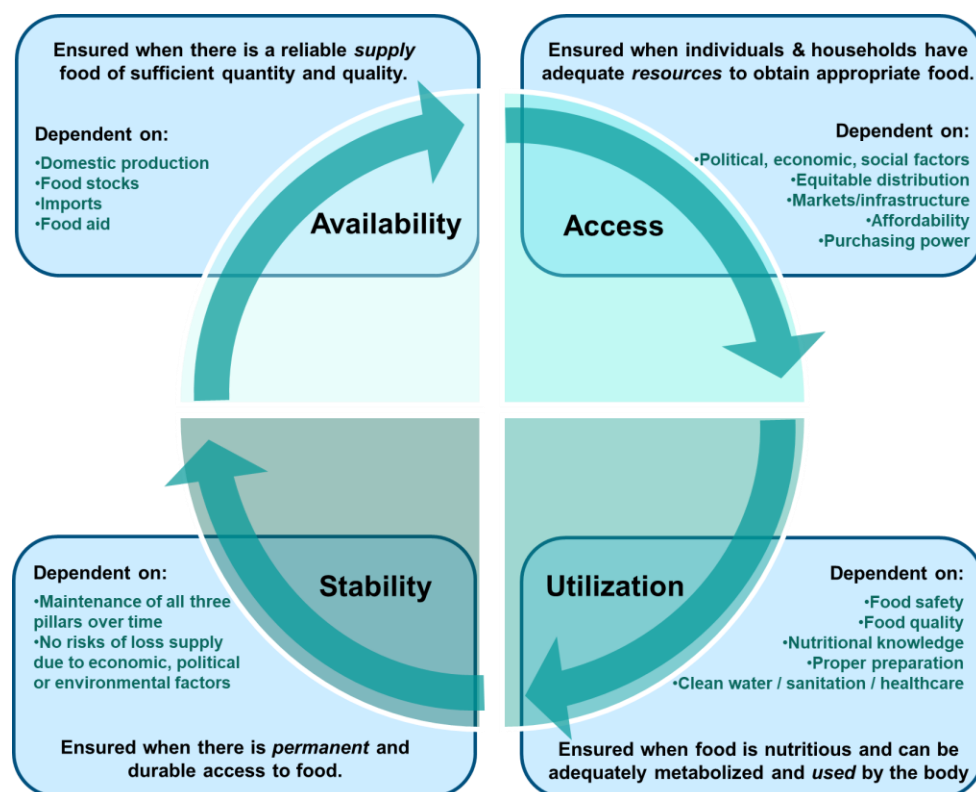 Ensured when there is a reliable supply
food of sufficient quantity and quality.
Dependent on:
•Domestic production
•Food stocks
•Imports
•Food aid
Availability
Ensured when individuals & households have
adequate resources to obtain appropriate food.
Dependent on:
•Political, economic, social factors
•Equitable distribution
•Markets/infrastructure
•Affordability
•Purchasing power
Access
Stability
Dependent on:
•Maintenance of all three
pillars over time
•No risks of loss supply
due to economic, political
or environmental factors
Ensured when there is permanent and
durable access to food.
Utilization
Dependent on:
•Food safety
•Food quality
•Nutritional knowledge
•Proper preparation
•Clean water / sanitation / healthcare
Ensured when food is nutritious and can be
adequately metabolized and used by the body